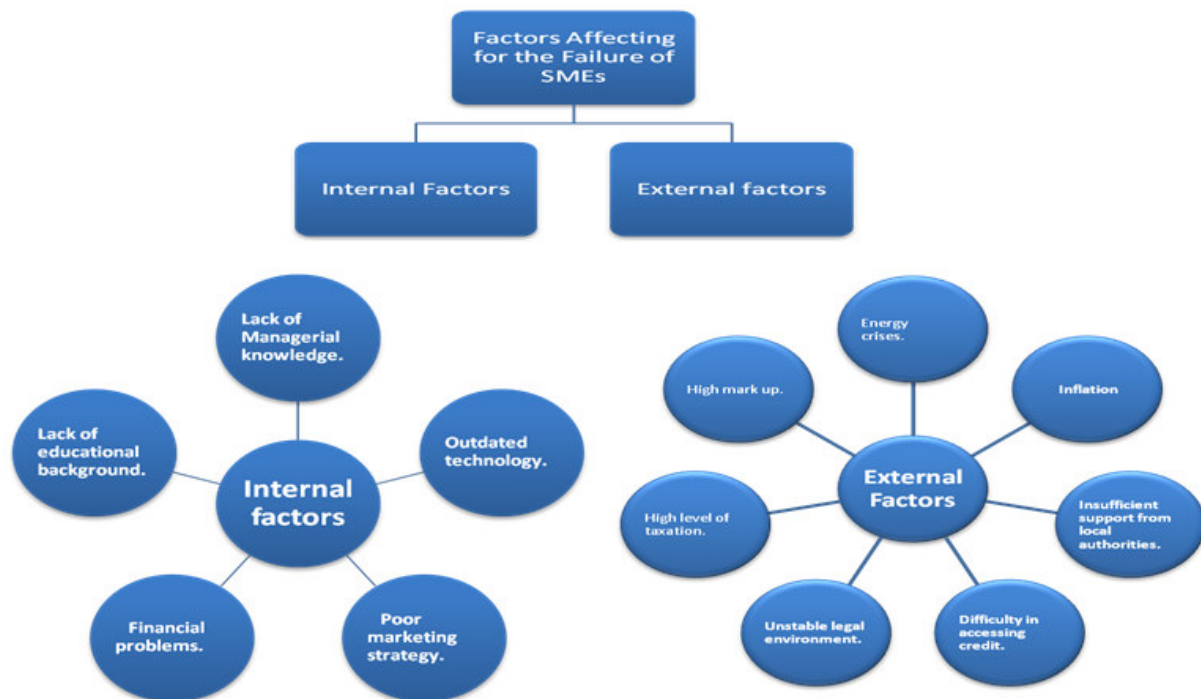 Factors Affecting
for the Failure of
SMEs
Internal Factors
External factors
Lack of
Managerial
knowledge.
Outdated
technology.
Poor
marketing
strategy.
Financial
problems.
Lack of
educational
background.
Internal
factors
Energy
crises.
Inflation
Insufficient
support from
local
authorities.
Difficulty in
accessing
credit.
Unstable legal
environment.
High level of
taxation.
High mark up.
External
Factors